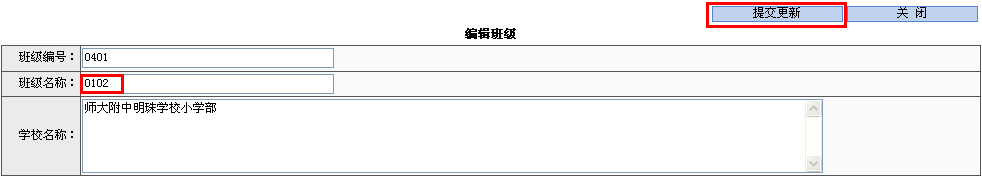 提交更新 关 闭
编辑班级
班级编号： 0401
班级名称： 0102
学校名称： 师大附中明珠学校小学部